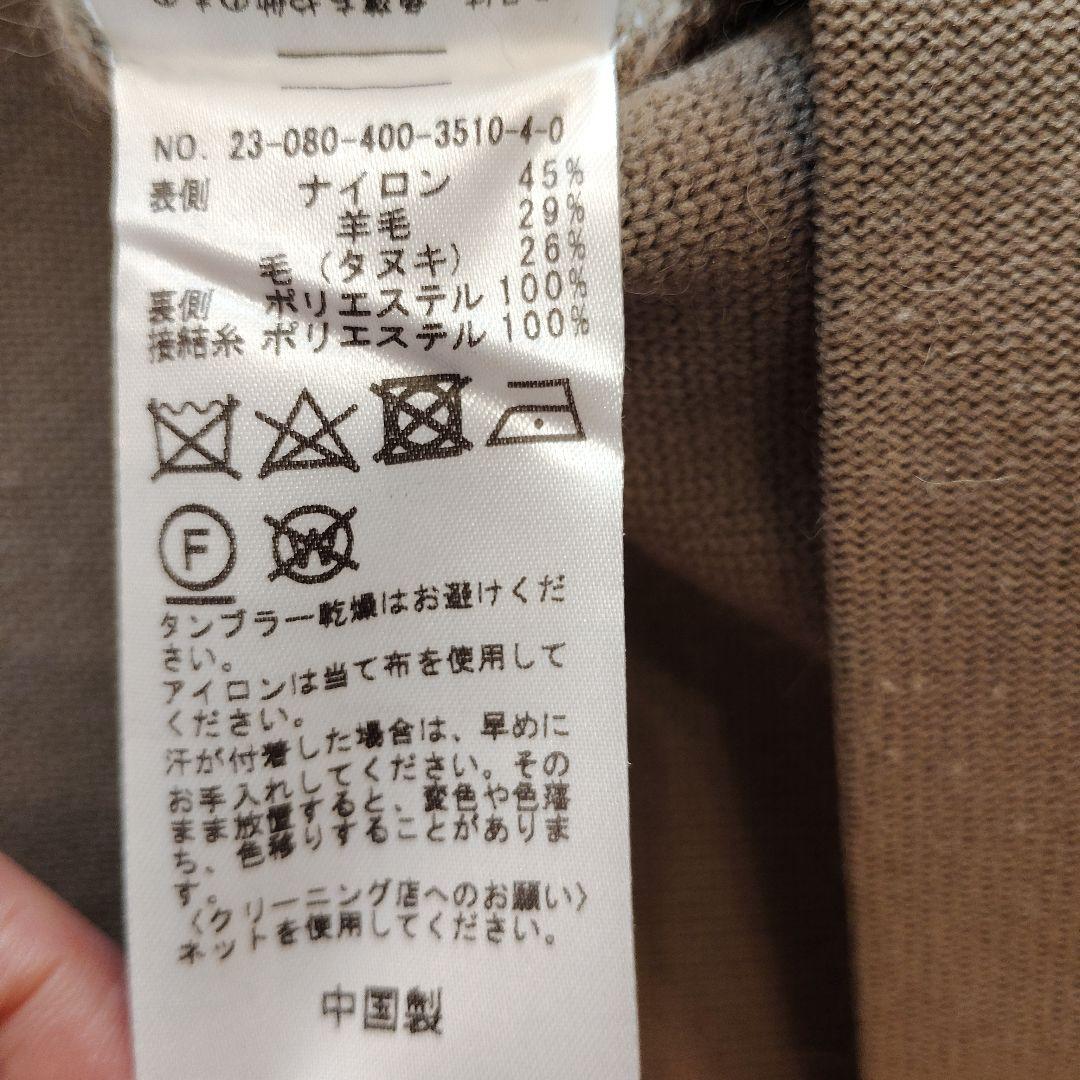 NO. 23-080-400-3510-4-0
表側 ナイロン 45%
羊毛 29%
毛（タヌキ） 26%
裏側 ポリエステル 100%
接結糸 ポリエステル 100%
F
W
タンブラー乾燥はお避けくだ
さい。
アイロンは当て布を使用して
ください。
汗が付着した場合は、早めに
お手入れしてください。その
まま放置すると、変色や色落
ち、色移りすることがありま
す。
〈クリーニング店へのお願い〉
ネットを使用してください。
中国製